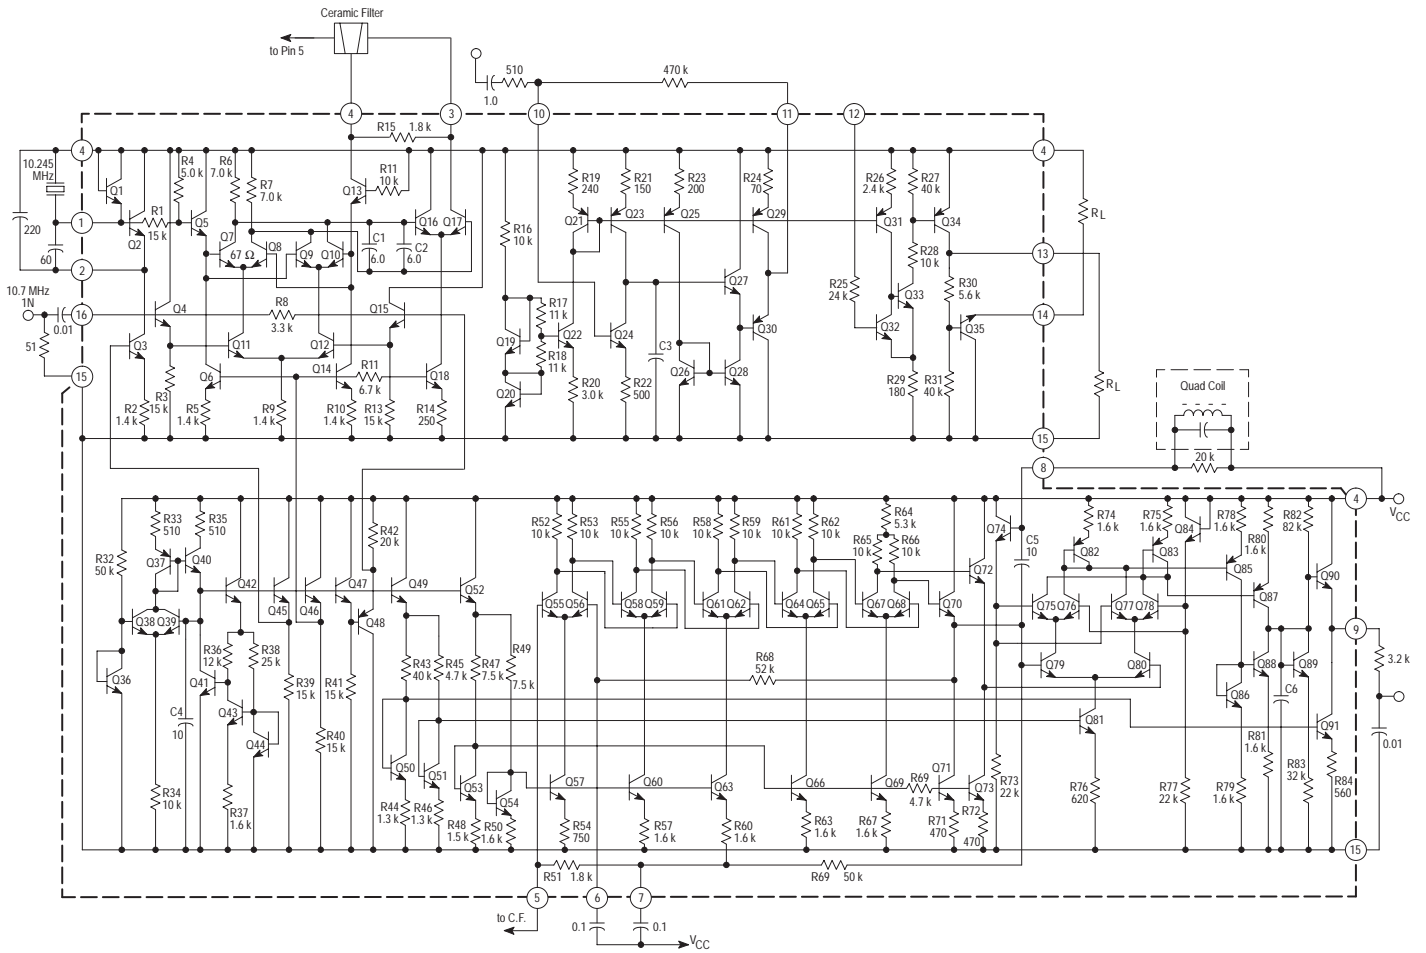 Ceramic Filter
to Pin 5
510
470 k
1.0
4
3
10
11
12
R15 1.8 k
4
4
10.245
MHz
R4
5.0 k
R6
7.0 k
R7
7.0 k
R11
10 k
Q13
Q1
R19
240
R21
150
R23
200
R24
70
R26
2.4 k
R27
40 k
1
R1
15 k
Q2
Q5
Q7
67 Ω
Q8
Q9
Q10
C1
6.0
C2
6.0
Q16
Q17
R16
10 k
Q21
Q23
Q25
Q29
Q31
Q34
RL
220
60
2
R28
10 k
13
10.7 MHz
1N
0.01
16
Q4
R8
3.3 k
Q15
R17
11 k
Q27
R25
24 k
Q33
R30
5.6 k
14
51
Q3
Q11
Q12
Q19
R18
11 k
Q22
Q24
C3
Q30
Q32
Q35
15
Q6
Q14
R11
6.7 k
Q18
Q20
R20
3.0 k
R22
500
Q26
Q28
R29
180
R31
40 k
RL
R2
1.4 k
R3
15 k
R5
1.4 k
R9
1.4 k
R10
1.4 k
R13
15 k
R14
250
Quad Coil
15
8
20 k
4
VCC
R33
510
R35
510
R42
20 k
R52
10 k
R53
10 k
R55
10 k
R56
10 k
R58
10 k
R59
10 k
R61
10 k
R62
10 k
R64
5.3 k
R65
10 k
R66
10 k
Q74
C5
10
R74
1.6 k
R75
1.6 k
Q84
R78
1.6 k
R80
1.6 k
R82
82 k
R32
50 k
Q37
Q40
Q42
Q45
Q46
Q47
Q49
Q52
Q72
Q82
Q83
Q85
Q87
Q90
Q38
Q39
Q48
Q55
Q56
Q58
Q59
Q61
Q62
Q64
Q65
Q67
Q68
Q70
Q75
Q76
Q77
Q78
9
R36
12 k
R38
25 k
R43
40 k
R45
4.7 k
R47
7.5 k
R49
7.5 k
R68
52 k
Q79
Q80
Q88
Q89
3.2 k
Q36
Q41
R39
15 k
R41
15 k
Q86
C6
C4
10
Q43
Q44
R40
15 k
Q81
Q91
R81
1.6 k
0.01
Q50
Q51
Q53
Q54
Q57
Q60
Q63
Q66
Q69
R69
4.7 k
Q71
Q73
R73
22 k
R76
620
R77
22 k
R79
1.6 k
R83
32 k
R84
560
R34
10 k
R37
1.6 k
R44
1.3 k
R46
1.3 k
R48
1.5 k
R50
1.6 k
R54
750
R57
1.6 k
R60
1.6 k
R63
1.6 k
R67
1.6 k
R71
470
R72
470
15
R51 1.8 k
R69 50 k
5
6
7
to C.F.
0.1
0.1
VCC